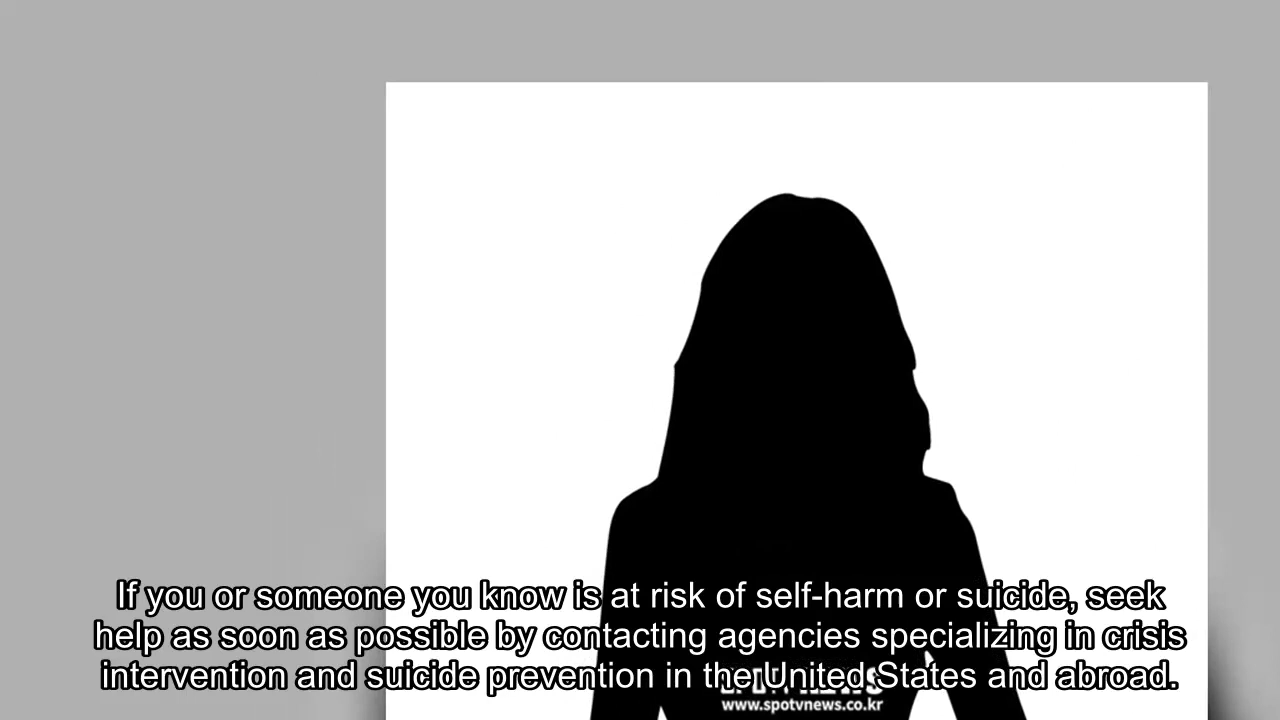 If you or someone you know is at risk of self-harm or suicide, seek
help as soon as possible by contacting agencies specializing in crisis
intervention and suicide prevention in the United States and abroad.
www.spotvnews.co.kr